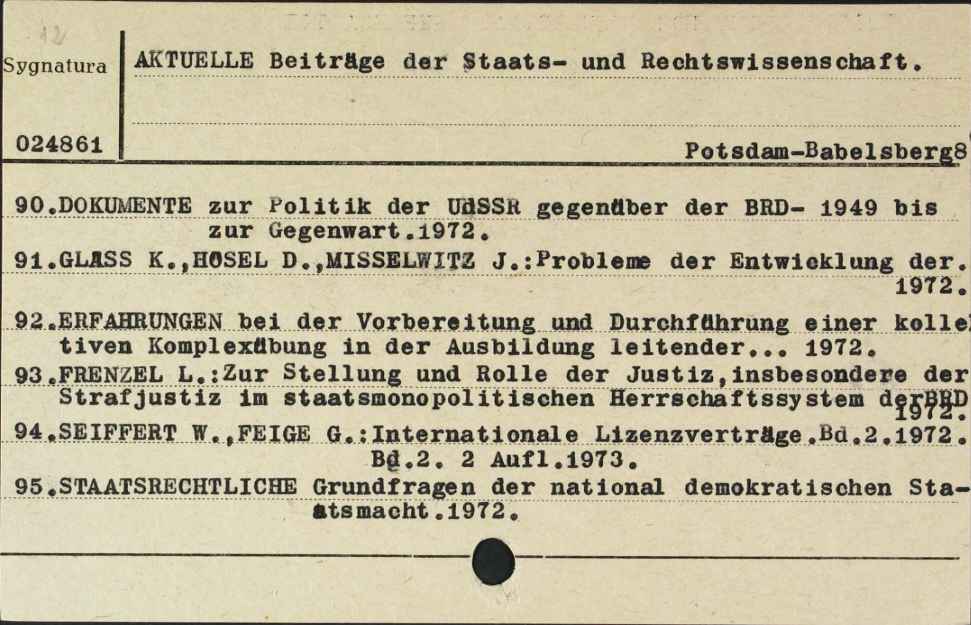 12
Sygnatura
AKTUELLE Beiträge der Staats- und Rechtswissenschaft.
024861
Potsdam-Babelsberg8
90.DOKUMENTE zur Politik der UdSSR gegenüber der BRD- 1949 bis
zur Gegenwart.1972.
91.GLASS K.,HOSEL D.,MISSELWITZ J.:Probleme der Entwicklung der.
1972.
92.ERFAHRUNGEN bei der Vorbereitung und Durchführung einer kolle
tiven Komplexübung in der Ausbildung leitender... 1972.
93.FRENZEL L.:Zur Stellung und Rolle der Justiz,insbesondere der
Strafjustiz im staatsmonopolitischen Herrschaftssystem derBRD
1972.
94.SEIFFERT W.,FEIGE G.:Internationale Lizenzverträge.Bd.2.1972.
Bd.2. 2 Aufl.1973.
95.STAATSRECHTLICHE Grundfragen der national demokratischen Sta-
atsmacht.1972.